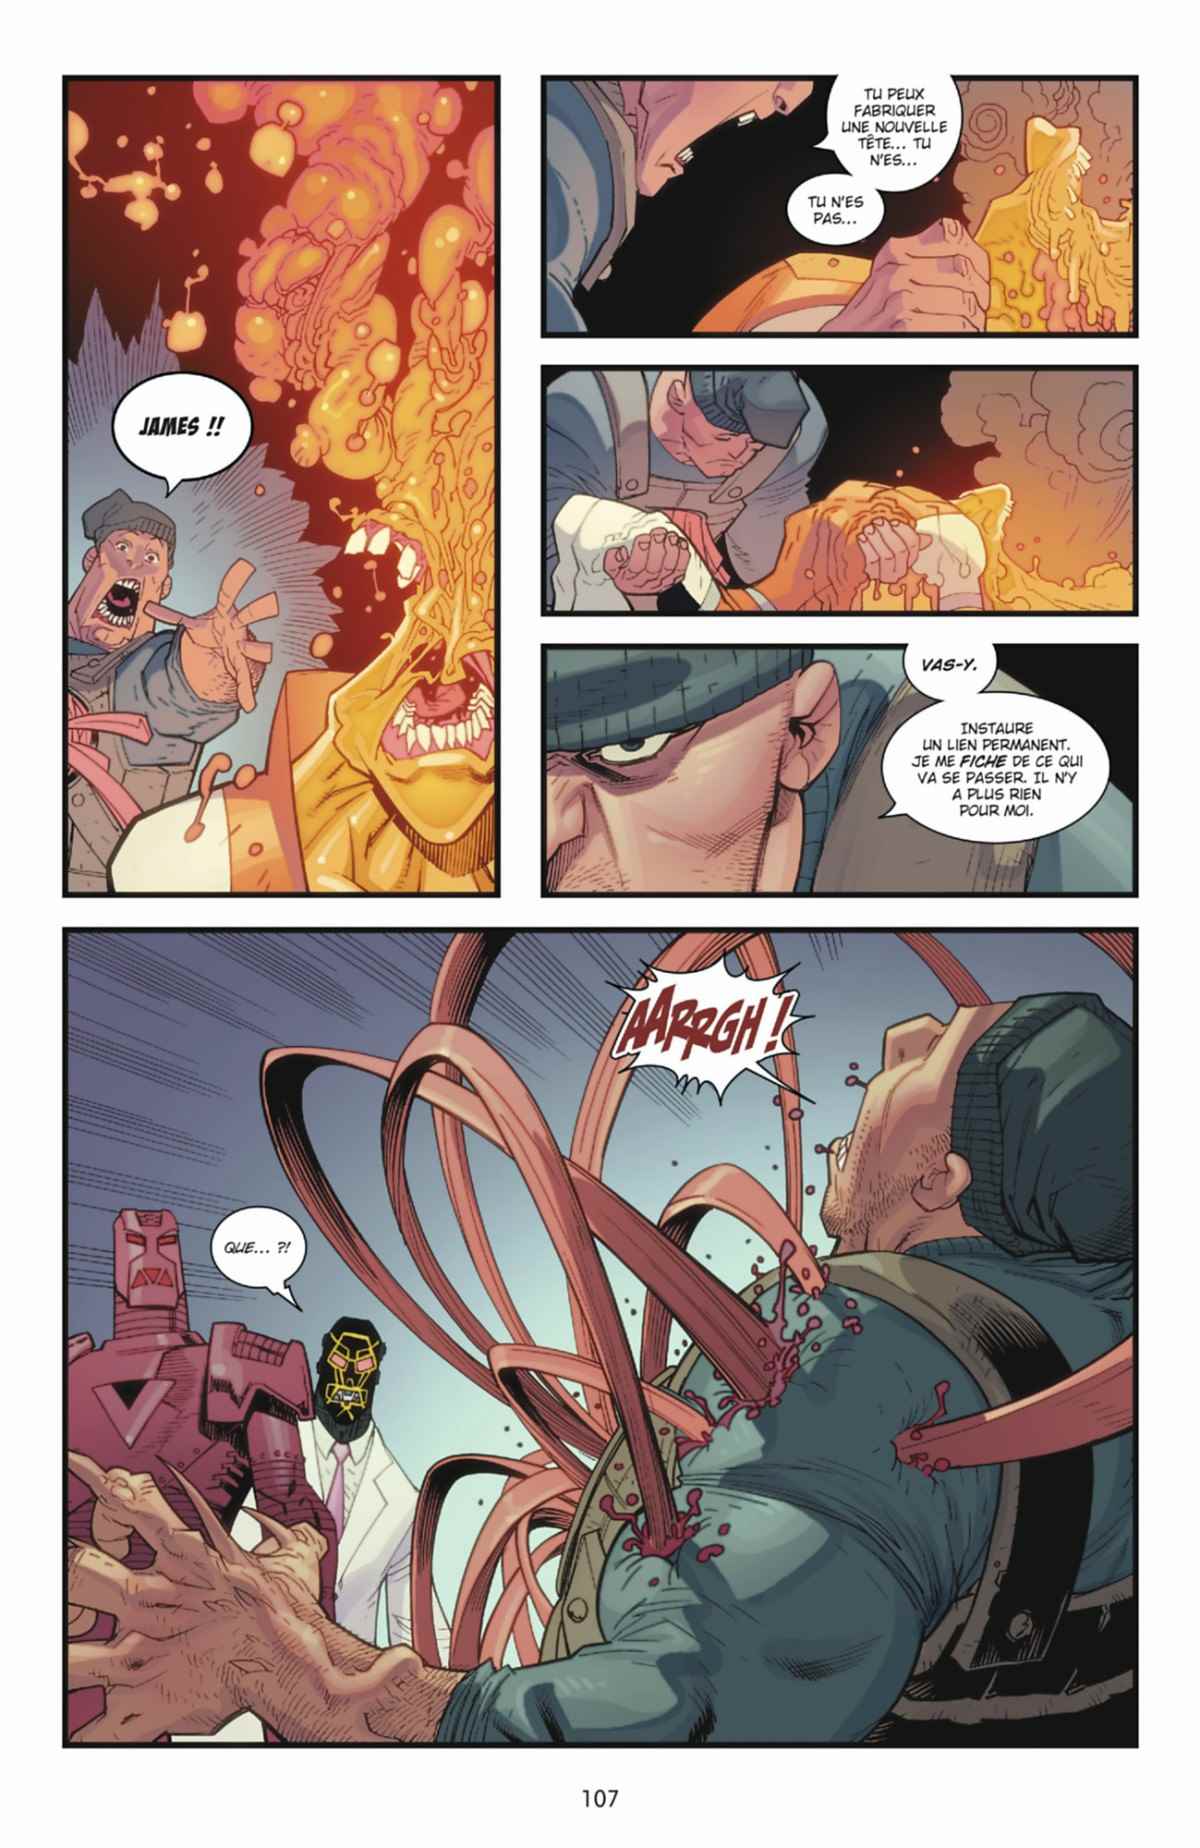 JAMES !!
TU PEUX
FABRIQUER
UNE NOUVELLE
TÊTE... TU
N'ES...
TU N'ES
PAS...
VAS-Y.
INSTAURE
UN LIEN PERMANENT.
JE ME FICHE DE CE QUI
VA SE PASSER. IL N'Y
A PLUS RIEN
POUR MOI.
AARRGH !
QUE... ?!
107